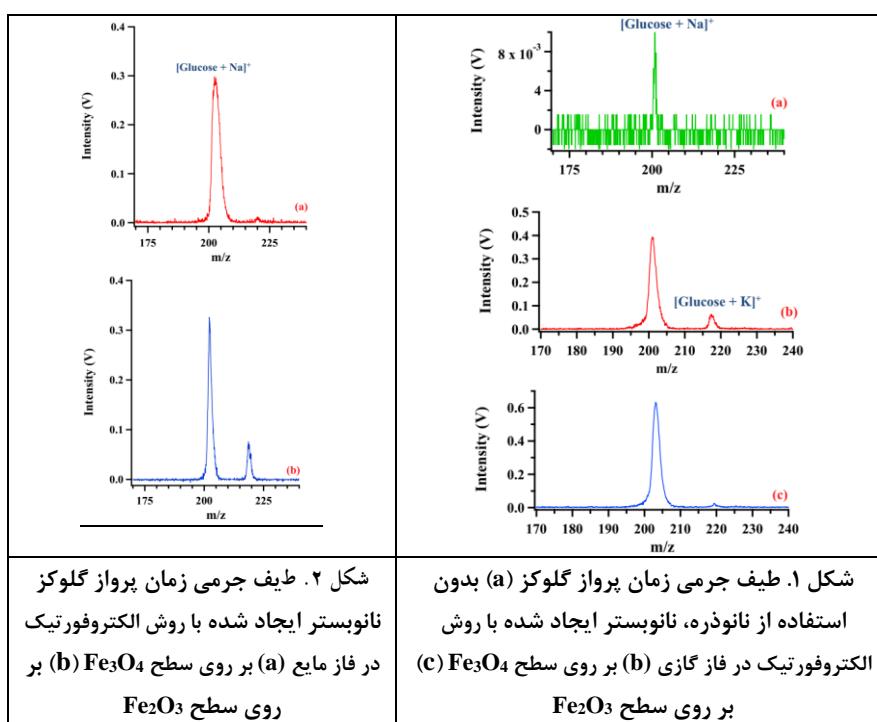 [Glucose + Na]⁺
8 x 10⁻³
4
0
Intensity (V)
(a)
175 200 225
m/z
0.5
0.4
0.3
0.2
0.1
0.0
Intensity (V)
[Glucose + K]⁺
(b)
170 180 190 200 210 220 230 240
m/z
0.6
0.4
0.2
0.0
Intensity (V)
(c)
170 180 190 200 210 220 230 240
m/z
شکل ۱. طیف جرمی زمان پرواز گلوکز (a) بدون
استفاده از نانوذره، نانوبستر ایجاد شده با روش
الکتروفورتیک در فاز گازی (b) بر روی سطح Fe₃O₄ (c)
بر روی سطح Fe₂O₃
0.4
0.3
0.2
0.1
0.0
Intensity (V)
[Glucose + Na]⁺
(a)
175 200 225
m/z
0.4
0.3
0.2
0.1
0.0
Intensity (V)
(b)
175 200 225
m/z
شکل ۲. طیف جرمی زمان پرواز گلوکز
نانوبستر ایجاد شده با روش الکتروفورتیک
در فاز مایع (a) بر روی سطح Fe₃O₄ (b) بر
روی سطح Fe₂O₃